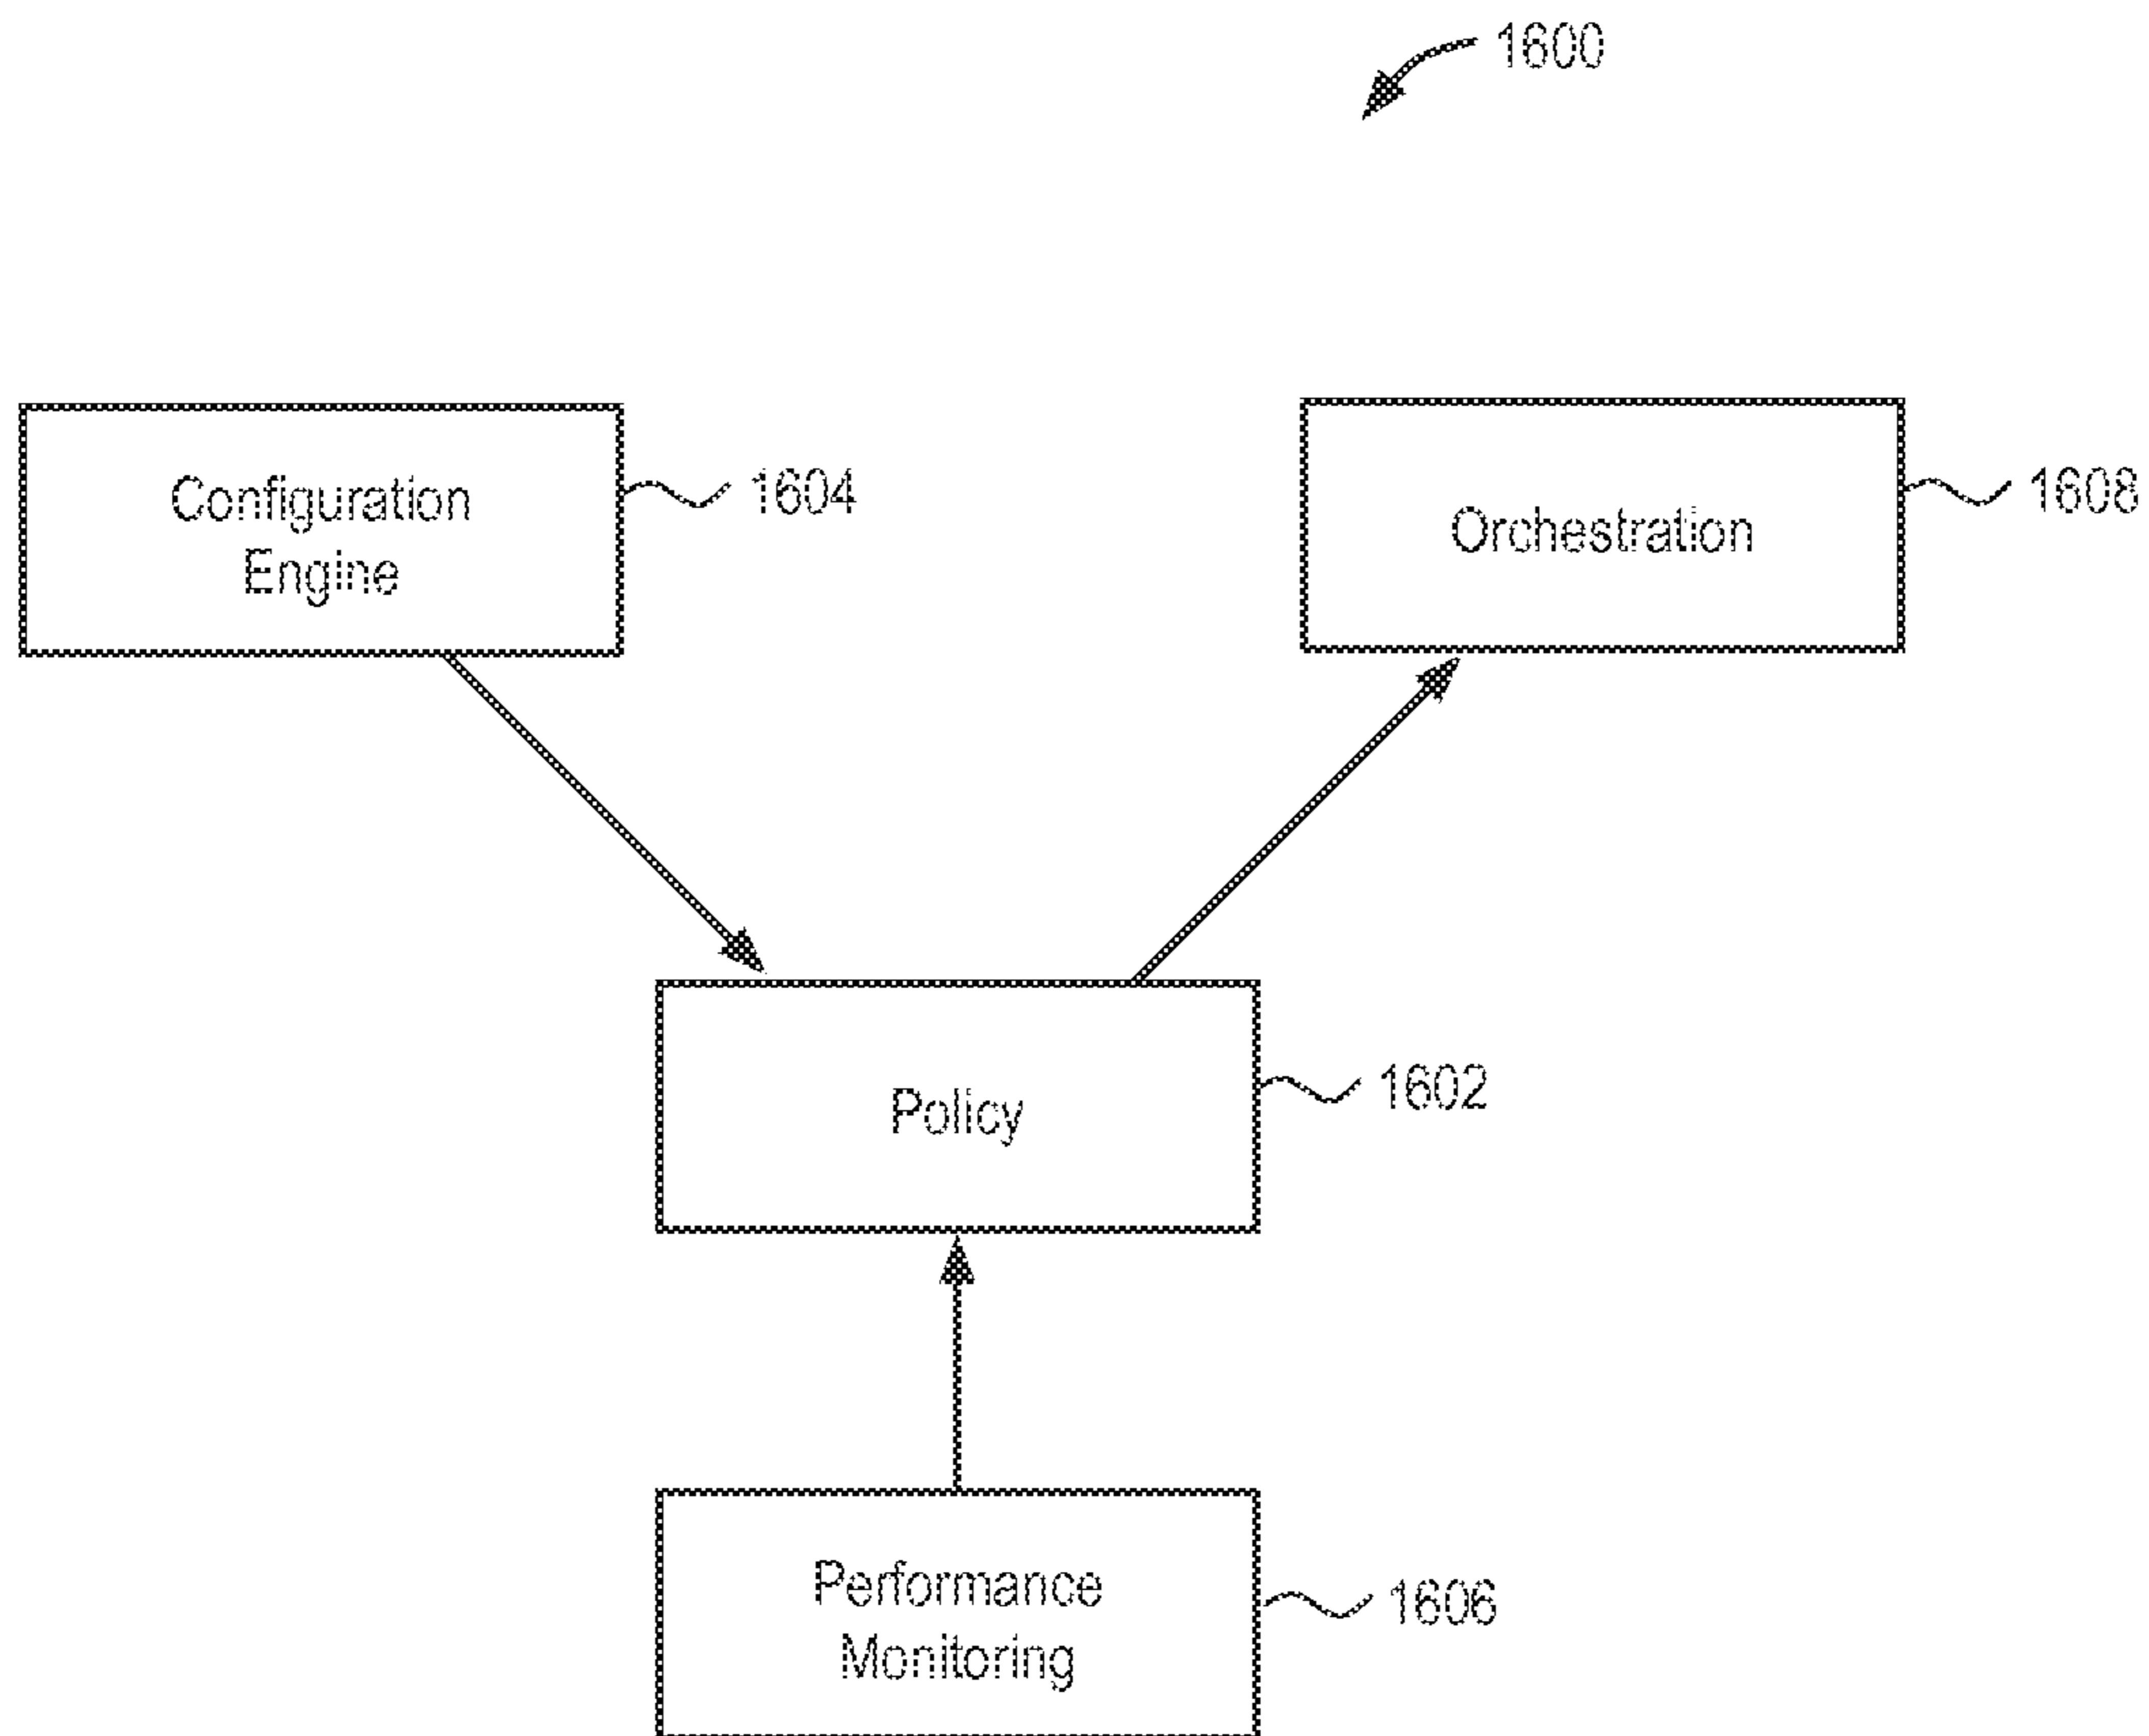 1600
Configuration
Engine
1604
Orchestration
1608
Policy
1602
Performance
Monitoring
1606